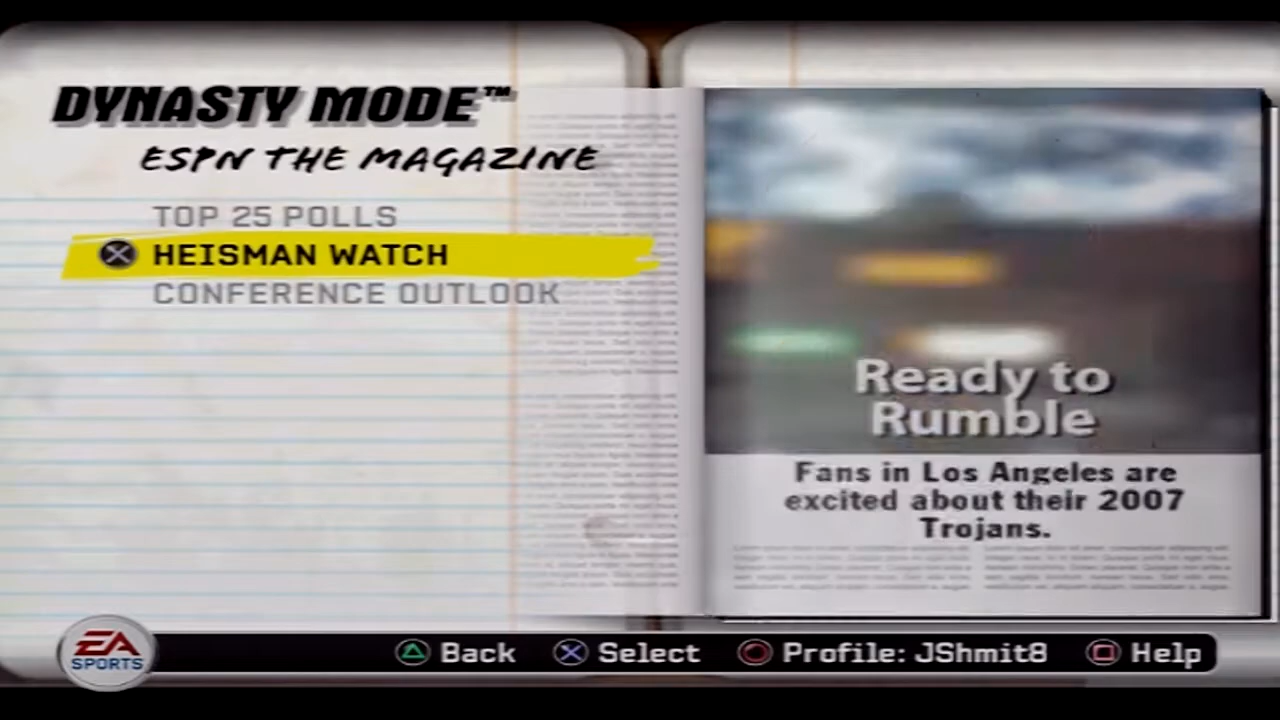 DYNASTY MODE™
ESPN THE MAGAZINE
TOP 25 POLLS
HEISMAN WATCH
CONFERENCE OUTLOOK
Ready to
Rumble
Fans in Los Angeles are
excited about their 2007
Trojans.
EA
SPORTS
Back
Select
Profile: JShmit8
Help